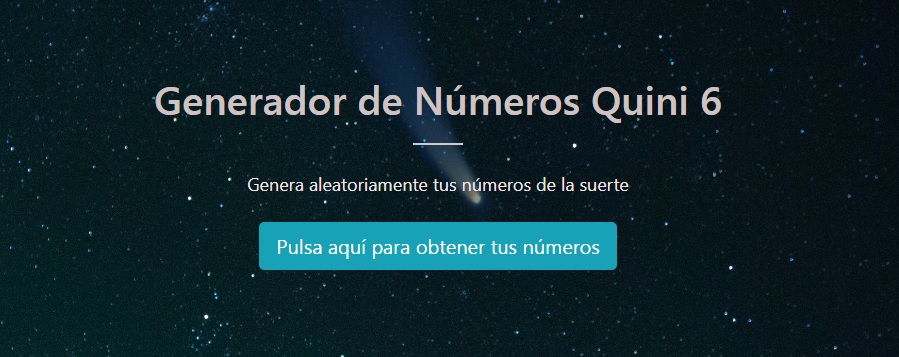 Generador de Números Quini 6
Genera aleatoriamente tus números de la suerte
Pulsa aquí para obtener tus números